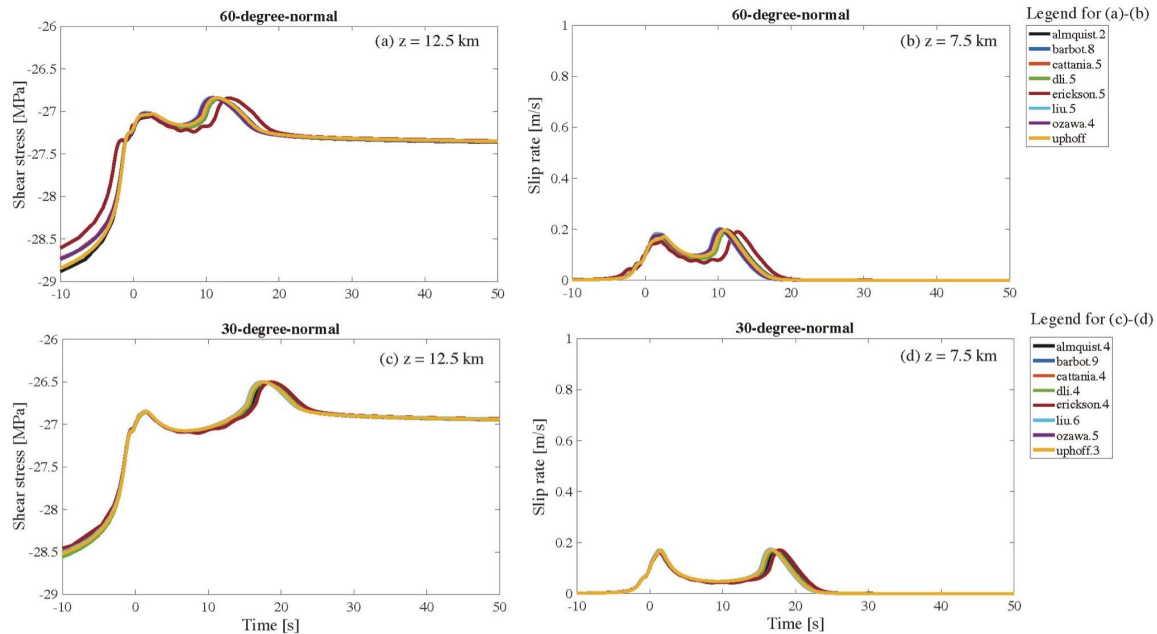 60-degree-normal
(a) z = 12.5 km
Shear stress [MPa]
-26
-26.5
-27
-27.5
-28
-28.5
-29
-10 0 10 20 30 40 50
60-degree-normal
(b) z = 7.5 km
Slip rate [m/s]
1
0.8
0.6
0.4
0.2
0
-10 0 10 20 30 40 50
Legend for (a)-(b)
almquist.2
barbot.8
cattania.5
dli.5
erickson.5
liu.5
ozawa.4
uphoff
30-degree-normal
(c) z = 12.5 km
Shear stress [MPa]
-26
-26.5
-27
-27.5
-28
-28.5
-29
-10 0 10 20 30 40 50
Time [s]
30-degree-normal
(d) z = 7.5 km
Slip rate [m/s]
1
0.8
0.6
0.4
0.2
0
-10 0 10 20 30 40 50
Time [s]
Legend for (c)-(d)
almquist.4
barbot.9
cattania.4
dli.4
erickson.4
liu.6
ozawa.5
uphoff.3